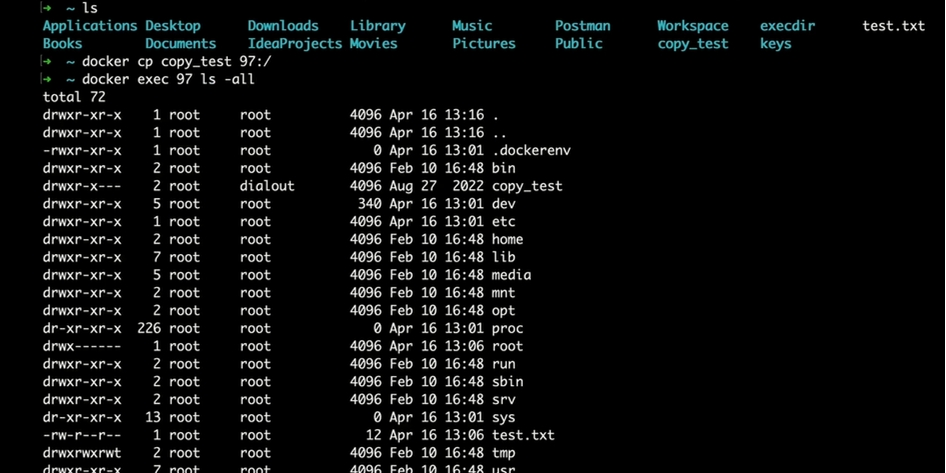 ➜  ~ ls
Applications Desktop      Downloads    Library      Music        Postman      Workspace    execdir      test.txt
Books        Documents    IdeaProjects Movies       Pictures     Public       copy_test    keys
➜  ~ docker cp copy_test 97:/
➜  ~ docker exec 97 ls -all
total 72
drwxr-xr-x    1 root     root          4096 Apr 16 13:16 .
drwxr-xr-x    1 root     root          4096 Apr 16 13:16 ..
-rwxr-xr-x    1 root     root             0 Apr 16 13:01 .dockerenv
drwxr-xr-x    2 root     root          4096 Feb 10 16:48 bin
drwxr-x---    2 root     dialout       4096 Aug 27  2022 copy_test
drwxr-xr-x    5 root     root           340 Apr 16 13:01 dev
drwxr-xr-x    1 root     root          4096 Apr 16 13:01 etc
drwxr-xr-x    2 root     root          4096 Feb 10 16:48 home
drwxr-xr-x    7 root     root          4096 Feb 10 16:48 lib
drwxr-xr-x    5 root     root          4096 Feb 10 16:48 media
drwxr-xr-x    2 root     root          4096 Feb 10 16:48 mnt
drwxr-xr-x    2 root     root          4096 Feb 10 16:48 opt
dr-xr-xr-x  226 root     root             0 Apr 16 13:01 proc
drwx------    1 root     root          4096 Apr 16 13:06 root
drwxr-xr-x    2 root     root          4096 Feb 10 16:48 run
drwxr-xr-x    2 root     root          4096 Feb 10 16:48 sbin
drwxr-xr-x    2 root     root          4096 Feb 10 16:48 srv
dr-xr-xr-x   13 root     root             0 Apr 16 13:01 sys
-rw-r--r--    1 root     root            12 Apr 16 13:06 test.txt
drwxrwxrwt    2 root     root          4096 Feb 10 16:48 tmp
drwxr-xr-x    7 root     root          4096 Feb 10 16:48 usr